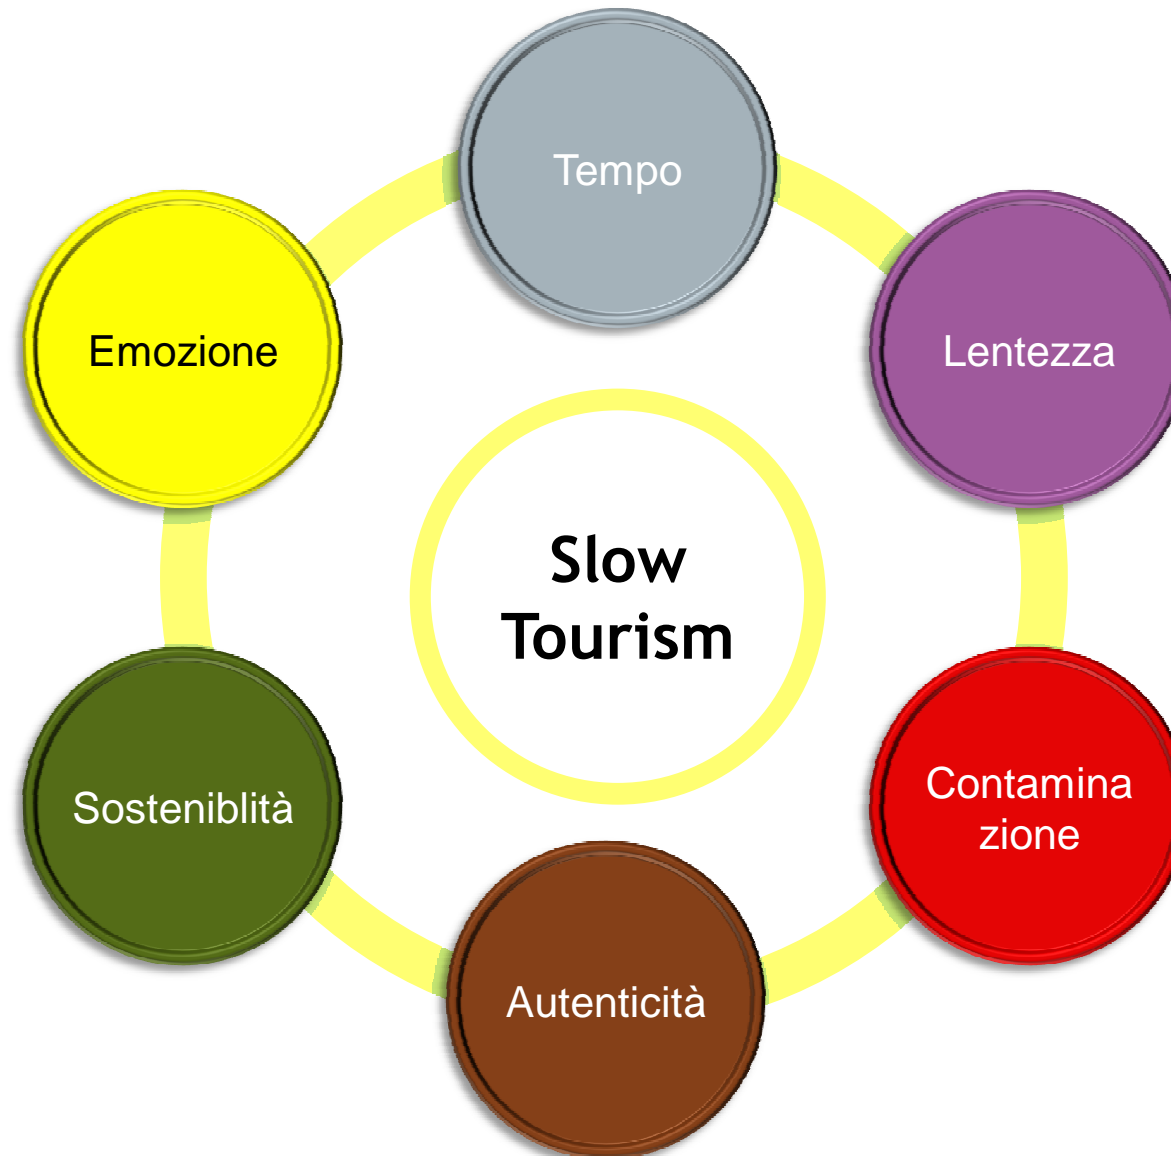 Tempo
Lentezza
Contamina
zione
Autenticità
Sosteniblità
Emozione
Slow
Tourism